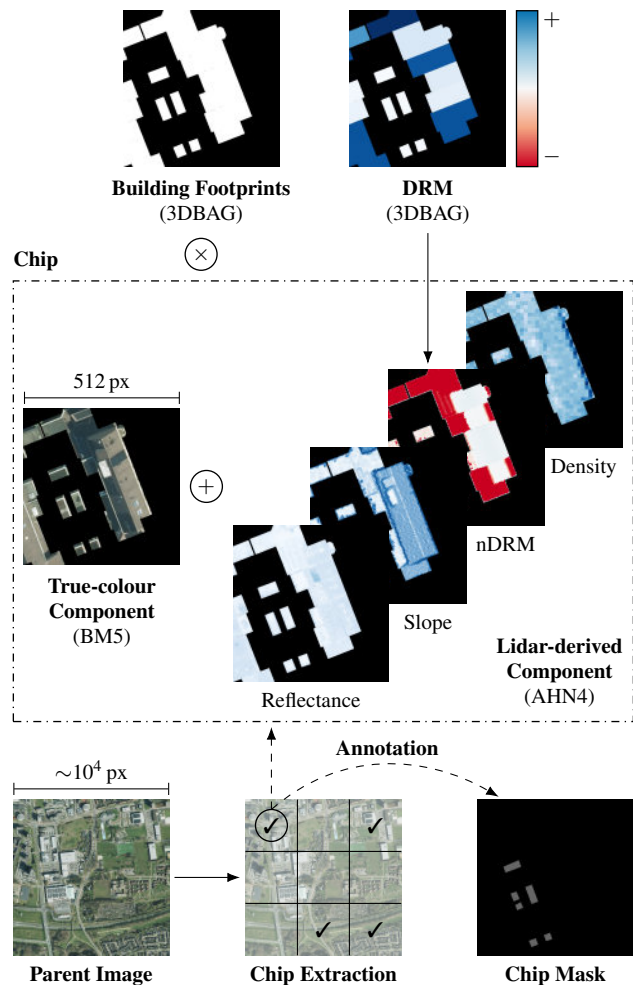 +
−
Building Footprints
(3DBAG)
DRM
(3DBAG)
×
Chip
512 px
+
Density
nDRM
Slope
Reflectance
True-colour
Component
(BM5)
Lidar-derived
Component
(AHN4)
Annotation
∼10⁴ px
✓
✓
✓
✓
Parent Image
Chip Extraction
Chip Mask